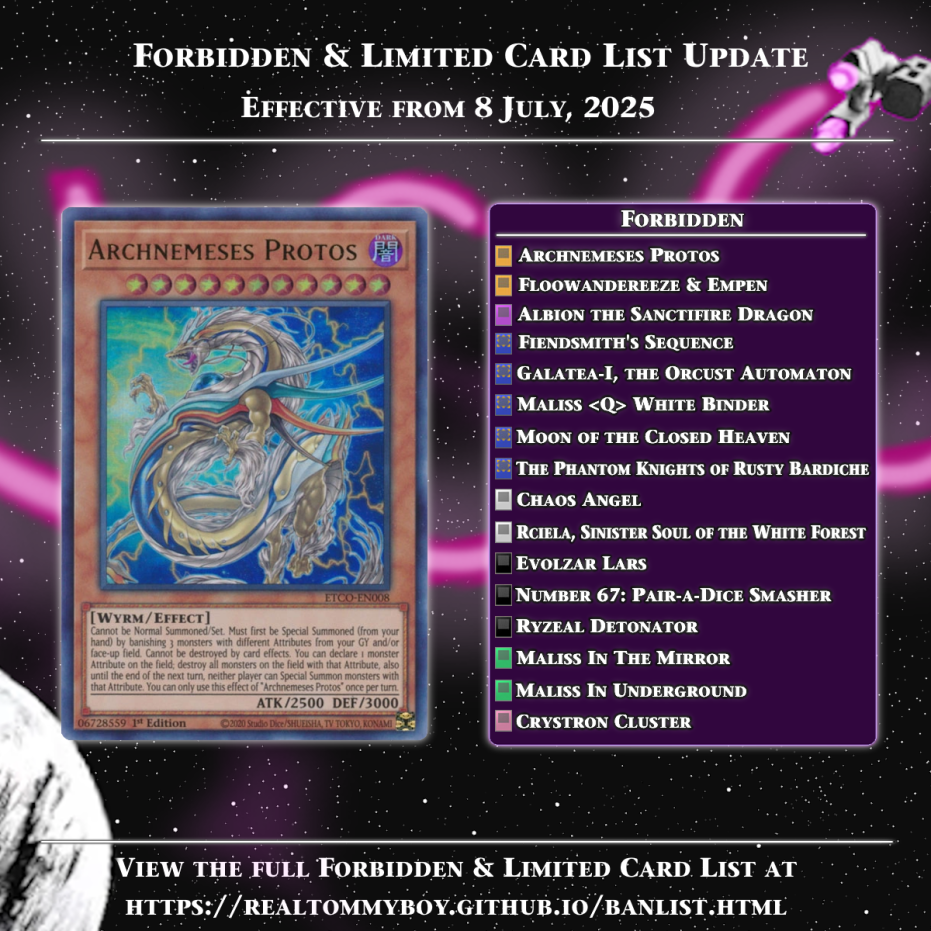 Forbidden & Limited Card List Update
Effective from 8 July, 2025
Archnemeses Protos
DARK
闇
ETCO-EN008
[Wyrm/Effect]
Cannot be Normal Summoned/Set. Must first be Special Summoned (from your
hand) by banishing 3 monsters with different Attributes from your GY and/or
face-up field. Cannot be destroyed by card effects. You can declare 1 monster
Attribute on the field; destroy all monsters on the field with that Attribute, also
until the end of the next turn, neither player can Special Summon monsters with
that Attribute. You can only use this effect of "Archnemeses Protos" once per turn.
ATK/2500 DEF/3000
06728559 1st Edition ©2020 Studio Dice/SHUEISHA, TV TOKYO, KONAMI
Forbidden
Archnemeses Protos
Floowandereeze & Empen
Albion the Sanctifire Dragon
Fiendsmith's Sequence
Galatea-I, the Orcust Automaton
Maliss <Q> White Binder
Moon of the Closed Heaven
The Phantom Knights of Rusty Bardiche
Chaos Angel
Rciela, Sinister Soul of the White Forest
Evolzar Lars
Number 67: Pair-a-Dice Smasher
Ryzeal Detonator
Maliss In The Mirror
Maliss In Underground
Crystron Cluster
View the full Forbidden & Limited Card List at
https://realtommyboy.github.io/banlist.html